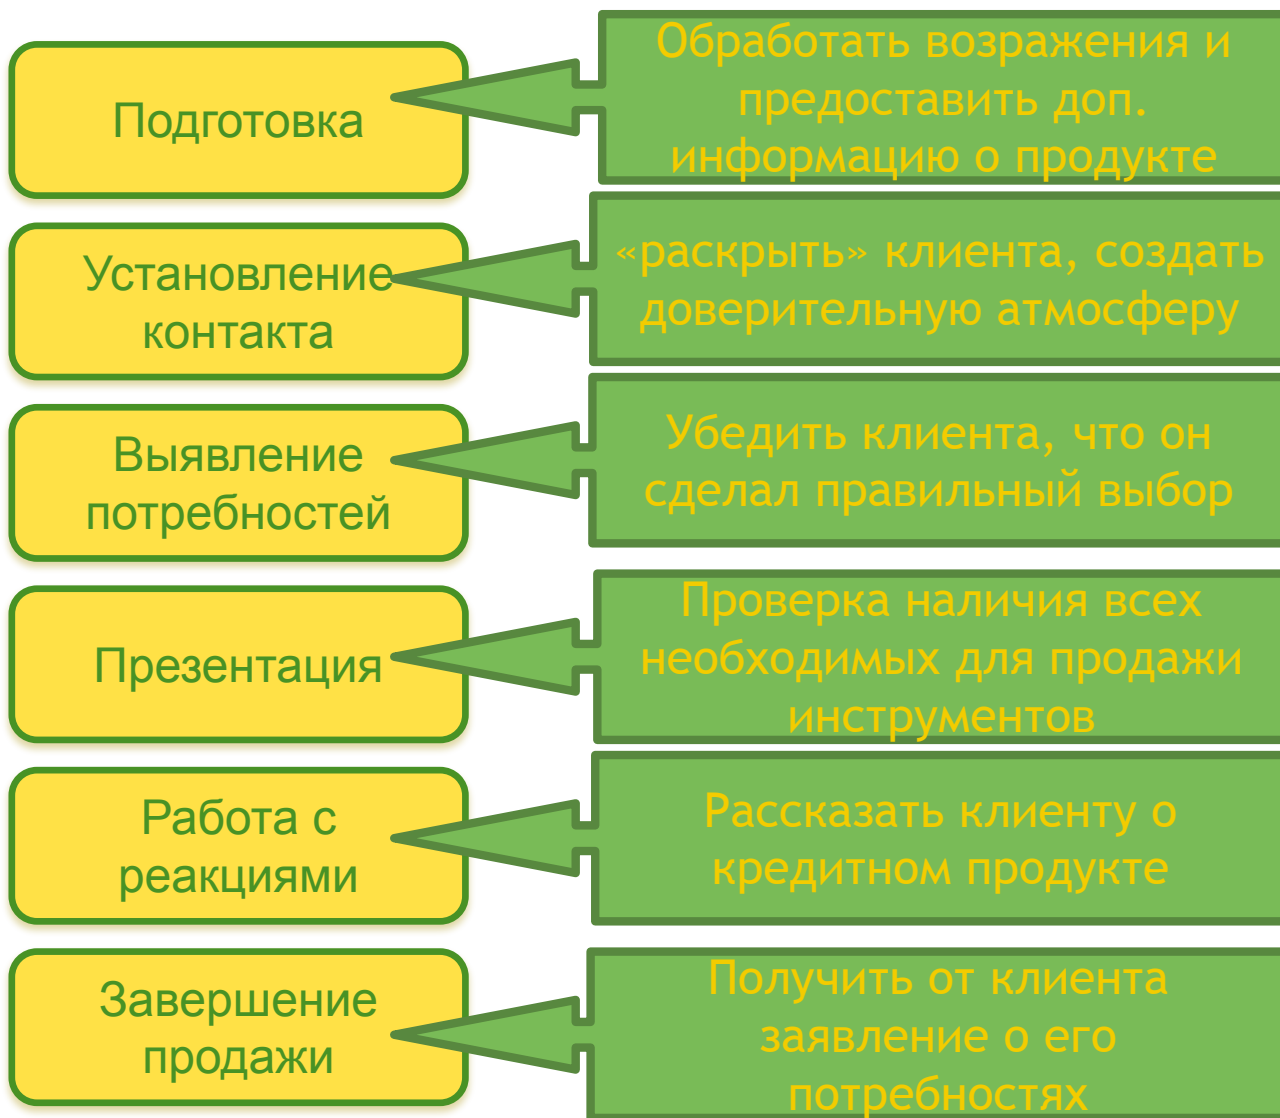 Подготовка
Обработать возражения и
предоставить доп.
информацию о продукте
Установление
контакта
«раскрыть» клиента, создать
доверительную атмосферу
Выявление
потребностей
Убедить клиента, что он
сделал правильный выбор
Презентация
Проверка наличия всех
необходимых для продажи
инструментов
Работа с
реакциями
Рассказать клиенту о
кредитном продукте
Завершение
продажи
Получить от клиента
заявление о его
потребностях